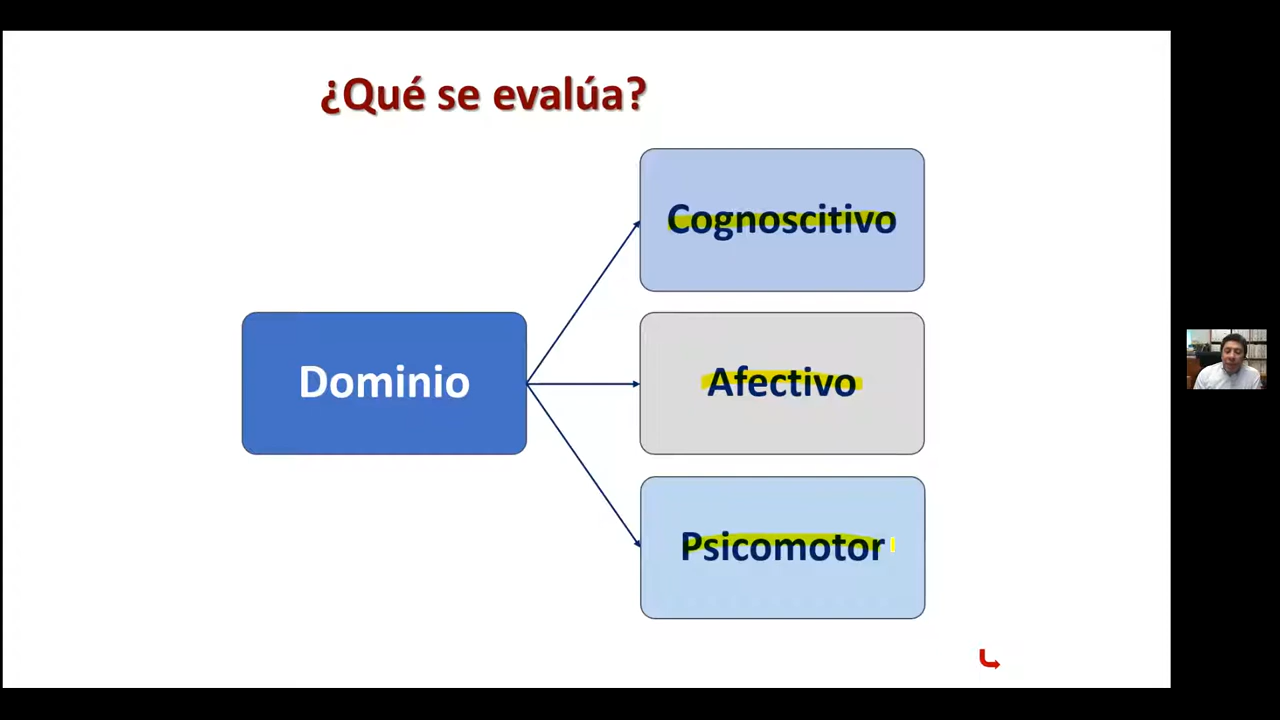 ¿Qué se evalúa?
Cognoscitivo
Dominio
Afectivo
Psicomotor